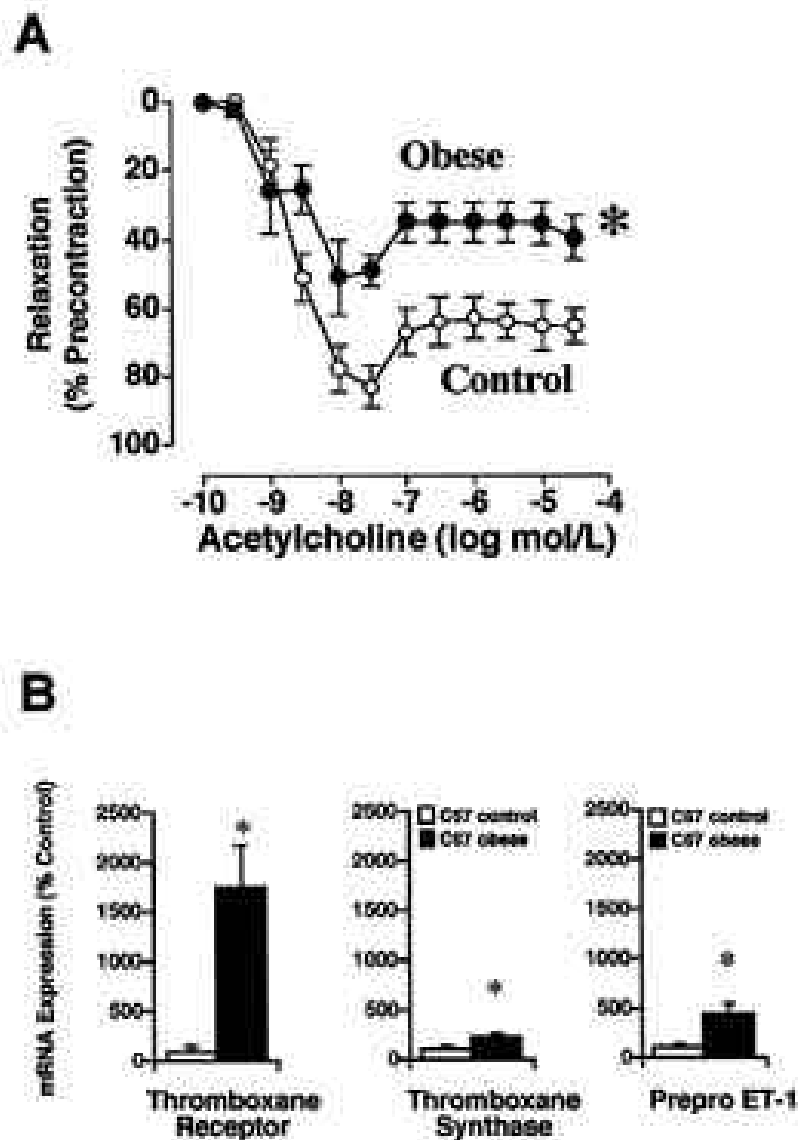 A
0
20
40
60
80
100
Relaxation
(% Precontraction)
Obese
*
Control
-10 -9 -8 -7 -6 -5 -4
Acetylcholine (log mol/L)
B
mRNA Expression (% Control)
2500
2000
1500
1000
500
0
*
*
Thromboxane
Receptor
2500
2000
1500
1000
500
0
C57 control
C57 obese
*
*
Thromboxane
Synthase
2500
2000
1500
1000
500
0
C57 control
C57 obese
*
*
Prepro ET-1